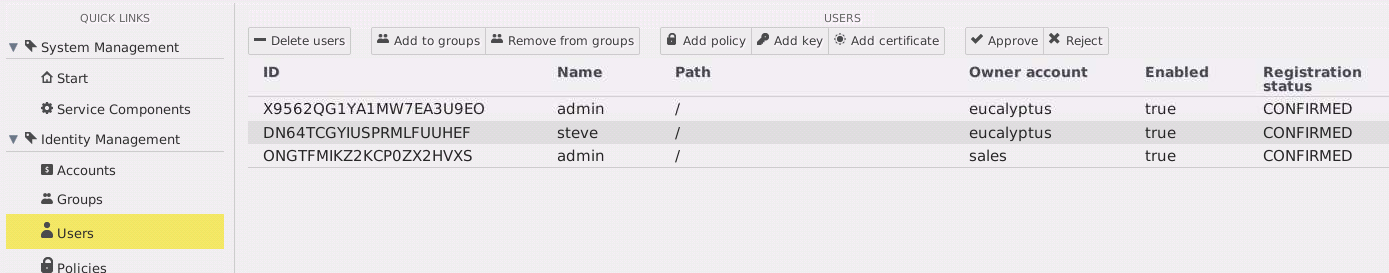 QUICK LINKS
System Management
Start
Service Components
Identity Management
Accounts
Groups
Users
Policies
USERS
Delete users Add to groups Remove from groups Add policy Add key Add certificate Approve Reject
ID Name Path Owner account Enabled Registration status
X9562QG1YA1MW7EA3U9EO admin / eucalyptus true CONFIRMED
DN64TCGYIUSPRMLFUUHEF steve / eucalyptus true CONFIRMED
ONGTFMIKZ2KCP0ZX2HVXS admin / sales true CONFIRMED